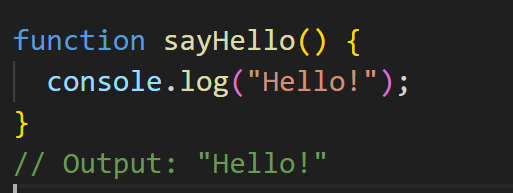 function sayHello() {
  console.log("Hello!");
}
// Output: "Hello!"